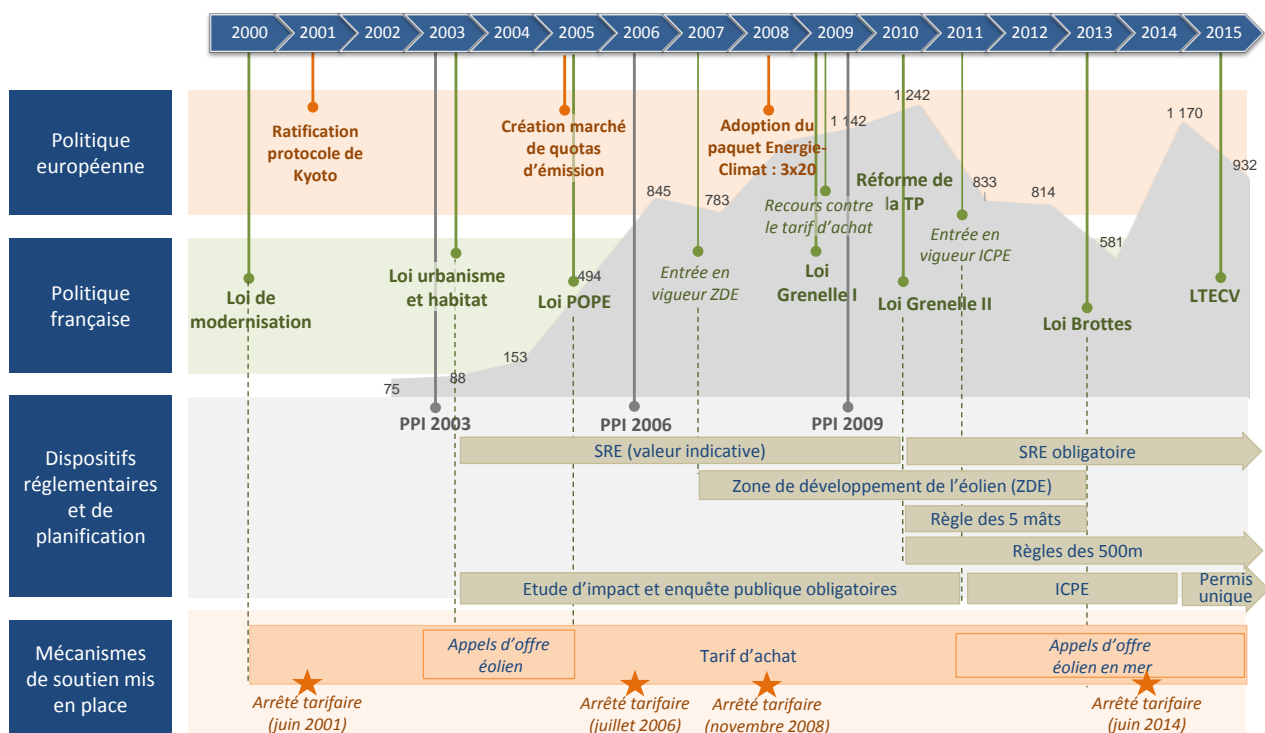 2000 2001 2002 2003 2004 2005 2006 2007 2008 2009 2010 2011 2012 2013 2014 2015
Politique
européenne
Ratification
protocole de
Kyoto
Création marché
de quotas
d'émission
Adoption du
paquet Energie-
Climat : 3x20
Politique
française
Loi de
modernisation
Loi urbanisme
et habitat
Loi POPE
Entrée en
vigueur ZDE
Loi
Grenelle I
Recours contre
le tarif d'achat
Réforme de
la TP
Loi Grenelle II
Entrée en
vigueur ICPE
Loi Brottes
LTECV
75
88
153
494
845
783
1 142
1 242
833
814
581
1 170
932
PPI 2003
PPI 2006
PPI 2009
Dispositifs
réglementaires
et de
planification
SRE (valeur indicative)
SRE obligatoire
Zone de développement de l'éolien (ZDE)
Règle des 5 mâts
Règles des 500m
Etude d'impact et enquête publique obligatoires
ICPE
Permis
unique
Mécanismes
de soutien mis
en place
Appels d'offre
éolien
Tarif d'achat
Appels d'offre
éolien en mer
Arrêté tarifaire
(juin 2001)
Arrêté tarifaire
(juillet 2006)
Arrêté tarifaire
(novembre 2008)
Arrêté tarifaire
(juin 2014)